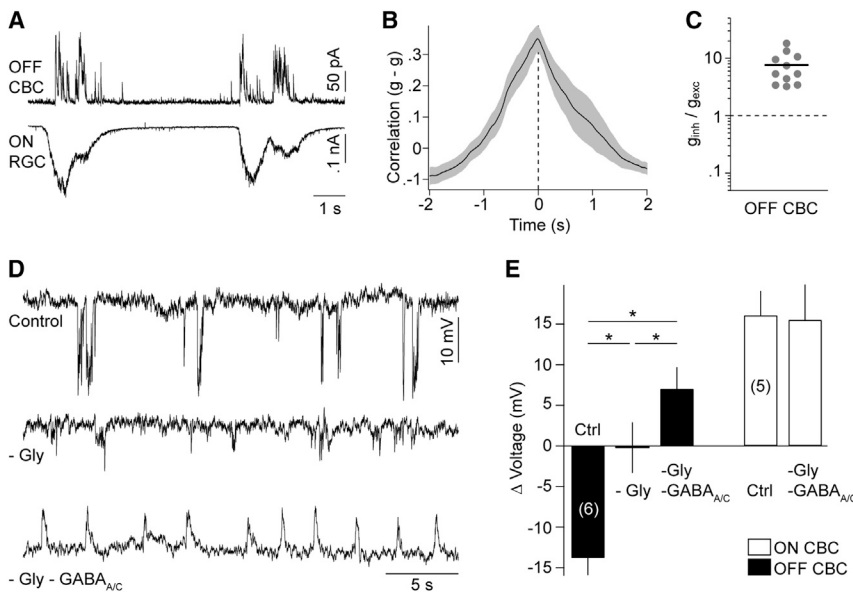 A
OFF
CBC
50 pA
ON
RGC
.1 nA
1 s
B
Correlation (g - g)
.3
.2
.1
0
-.1
-2
-1
0
1
2
Time (s)
C
g_inh / g_exc
10
1
.1
OFF CBC
D
Control
10 mV
- Gly
- Gly - GABA_A/C
5 s
E
Δ Voltage (mV)
15
10
5
0
-5
-10
-15
*
* *
Ctrl
(6)
- Gly
-Gly
-GABA_A/C
(5)
Ctrl
-Gly
-GABA_A/C
ON CBC
OFF CBC